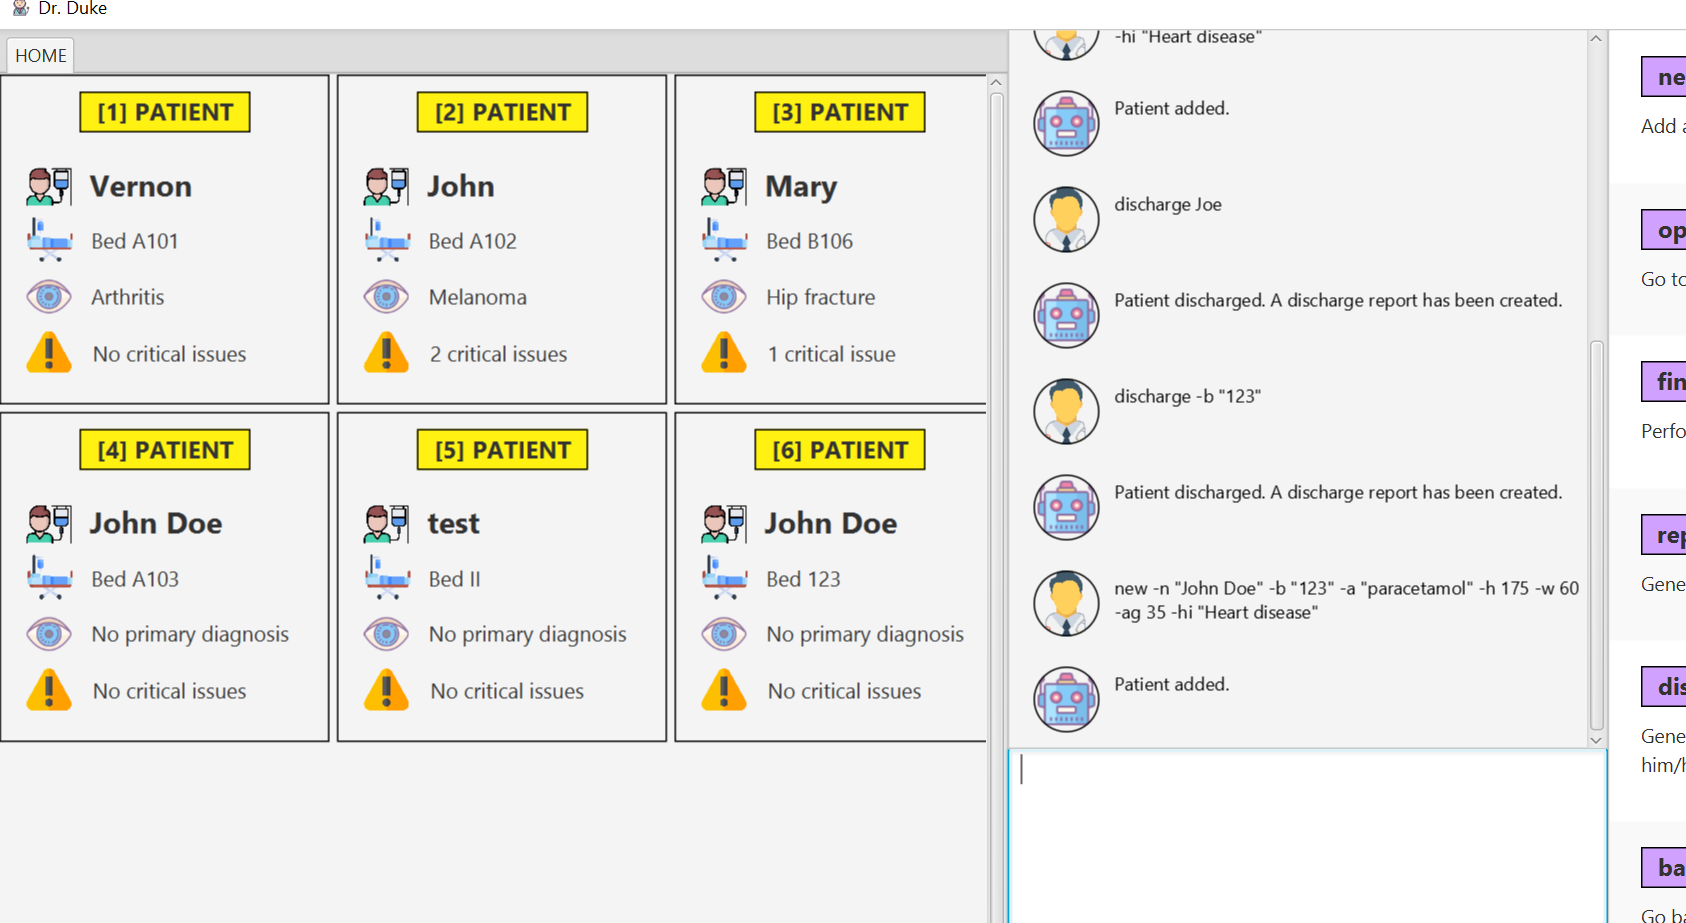 Dr. Duke
HOME
[1] PATIENT
Vernon
Bed A101
Arthritis
No critical issues
[2] PATIENT
John
Bed A102
Melanoma
2 critical issues
[3] PATIENT
Mary
Bed B106
Hip fracture
1 critical issue
[4] PATIENT
John Doe
Bed A103
No primary diagnosis
No critical issues
[5] PATIENT
test
Bed II
No primary diagnosis
No critical issues
[6] PATIENT
John Doe
Bed 123
No primary diagnosis
No critical issues
-hi "Heart disease"
Patient added.
discharge Joe
Patient discharged. A discharge report has been created.
discharge -b "123"
Patient discharged. A discharge report has been created.
new -n "John Doe" -b "123" -a "paracetamol" -h 175 -w 60
-ag 35 -hi "Heart disease"
Patient added.
ne
Add a
op
Go to
fin
Perfo
rep
Gene
dis
Gene
him/h
ba
Go ba